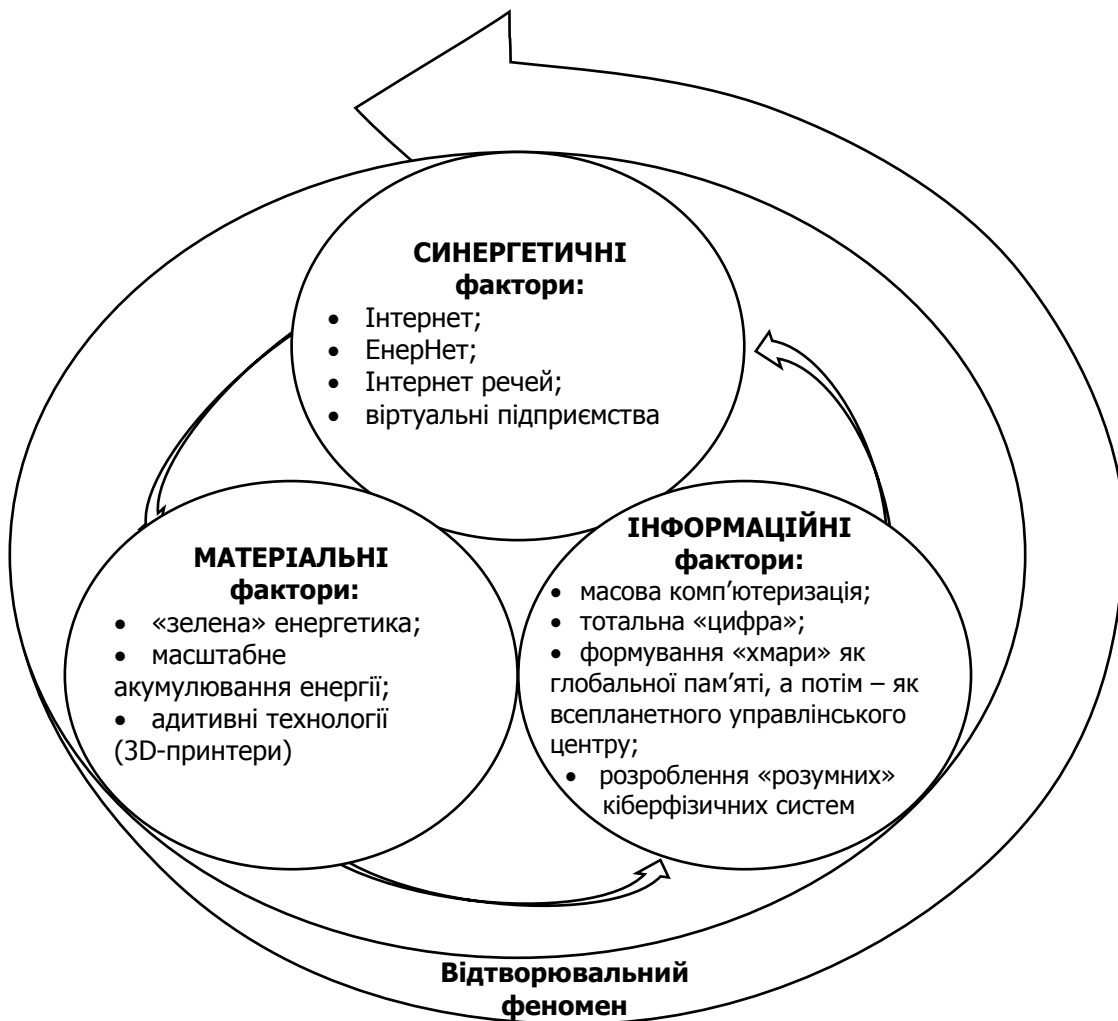 СИНЕРГЕТИЧНІ
фактори:
• Інтернет;
• ЕнерНет;
• Інтернет речей;
• віртуальні підприємства
МАТЕРІАЛЬНІ
фактори:
• «зелена» енергетика;
• масштабне
акумулювання енергії;
• адитивні технології
(3D-принтери)
ІНФОРМАЦІЙНІ
фактори:
• масова комп’ютеризація;
• тотальна «цифра»;
• формування «хмари» як
глобальної пам’яті, а потім – як
всепланетного управлінського
центру;
• розроблення «розумних»
кіберфізичних систем
Відтворювальний
феномен